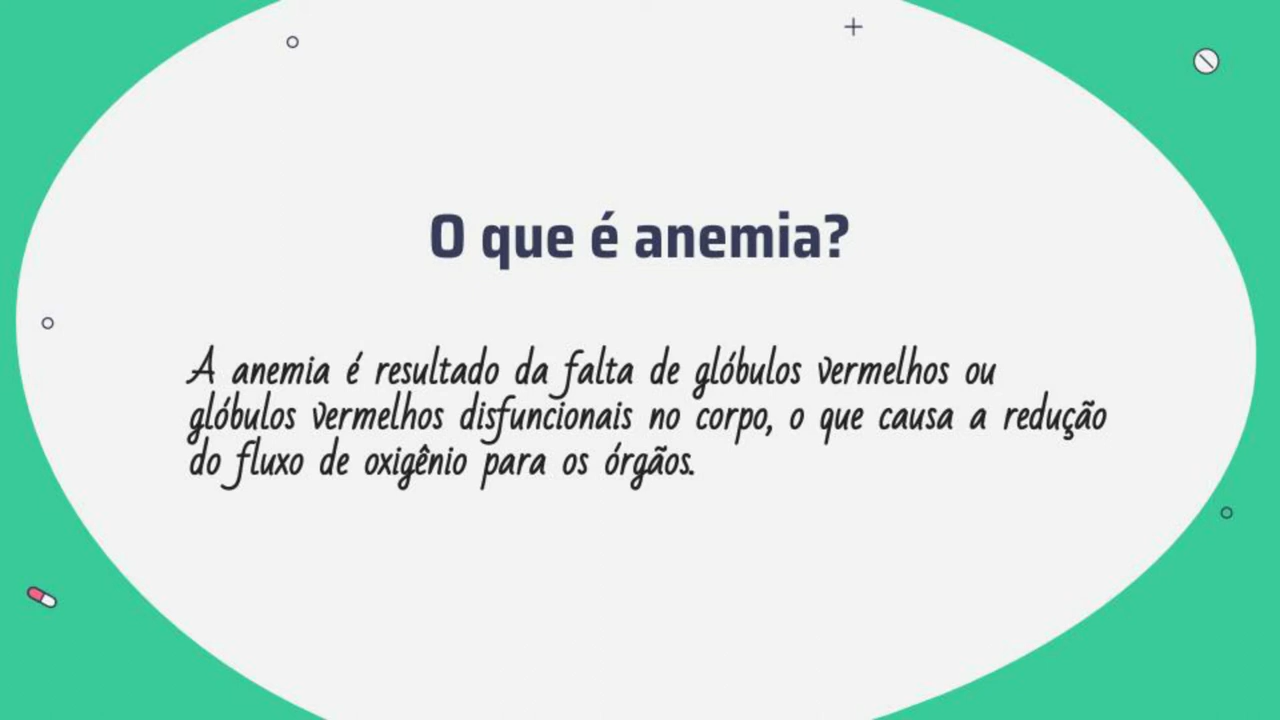 O que é anemia?
A anemia é resultado da falta de glóbulos vermelhos ou
glóbulos vermelhos disfuncionais no corpo, o que causa a redução
do fluxo de oxigênio para os órgãos.